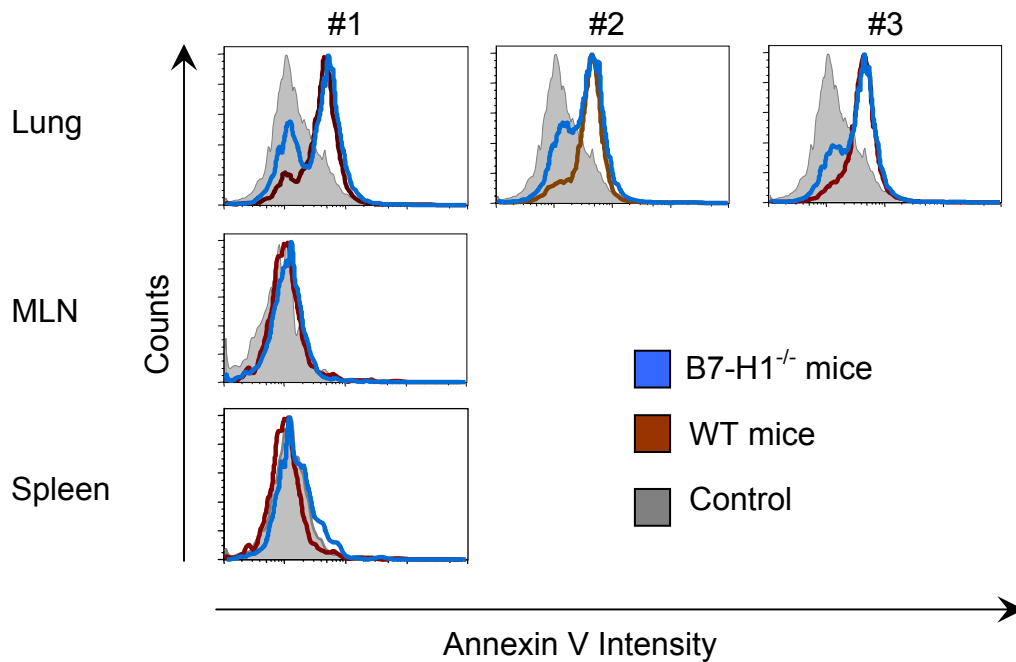 #1 #2 #3
Lung
MLN
Spleen
Counts
B7-H1-/- mice
WT mice
Control
Annexin V Intensity